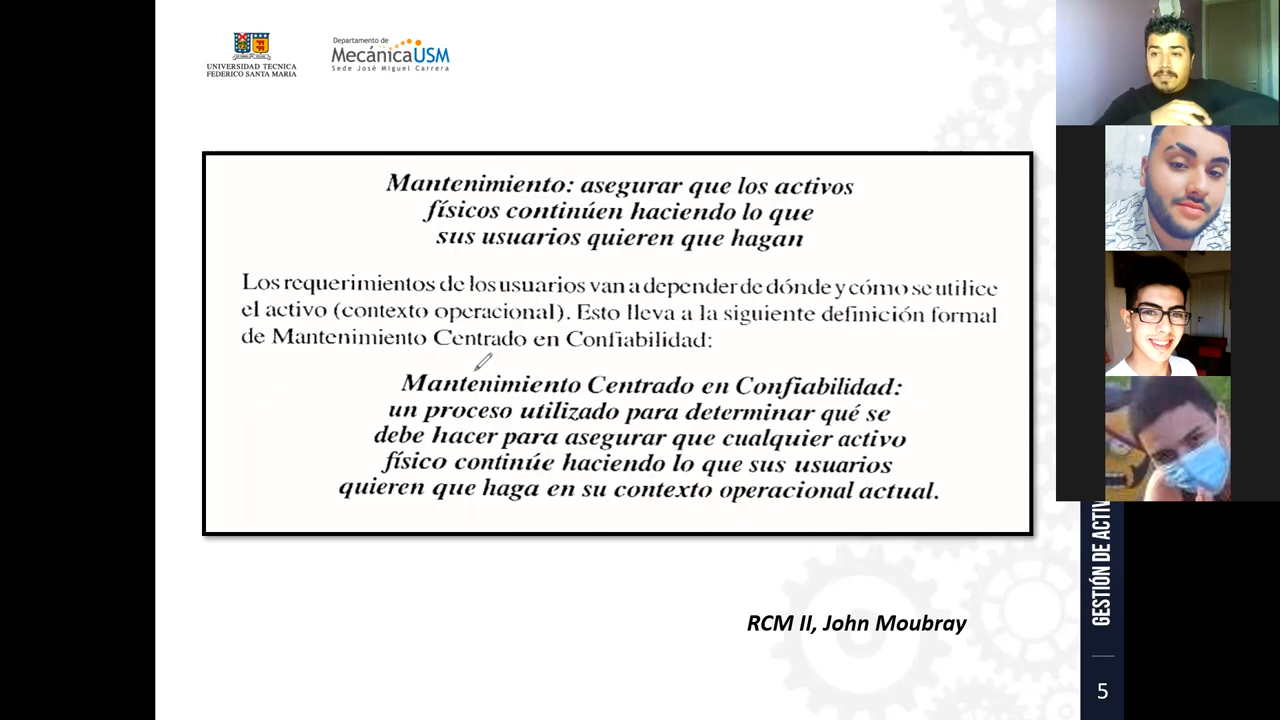 UNIVERSIDAD TECNICA
FEDERICO SANTA MARIA
Departamento de
MecánicaUSM
Sede José Miguel Carrera
Mantenimiento: asegurar que los activos
físicos continúen haciendo lo que
sus usuarios quieren que hagan
Los requerimientos de los usuarios van a depender de dónde y cómo se utilice
el activo (contexto operacional). Esto lleva a la siguiente definición formal
de Mantenimiento Centrado en Confiabilidad:
Mantenimiento Centrado en Confiabilidad:
un proceso utilizado para determinar qué se
debe hacer para asegurar que cualquier activo
físico continúe haciendo lo que sus usuarios
quieren que haga en su contexto operacional actual.
RCM II, John Moubray
GESTIÓN DE ACTIV
5